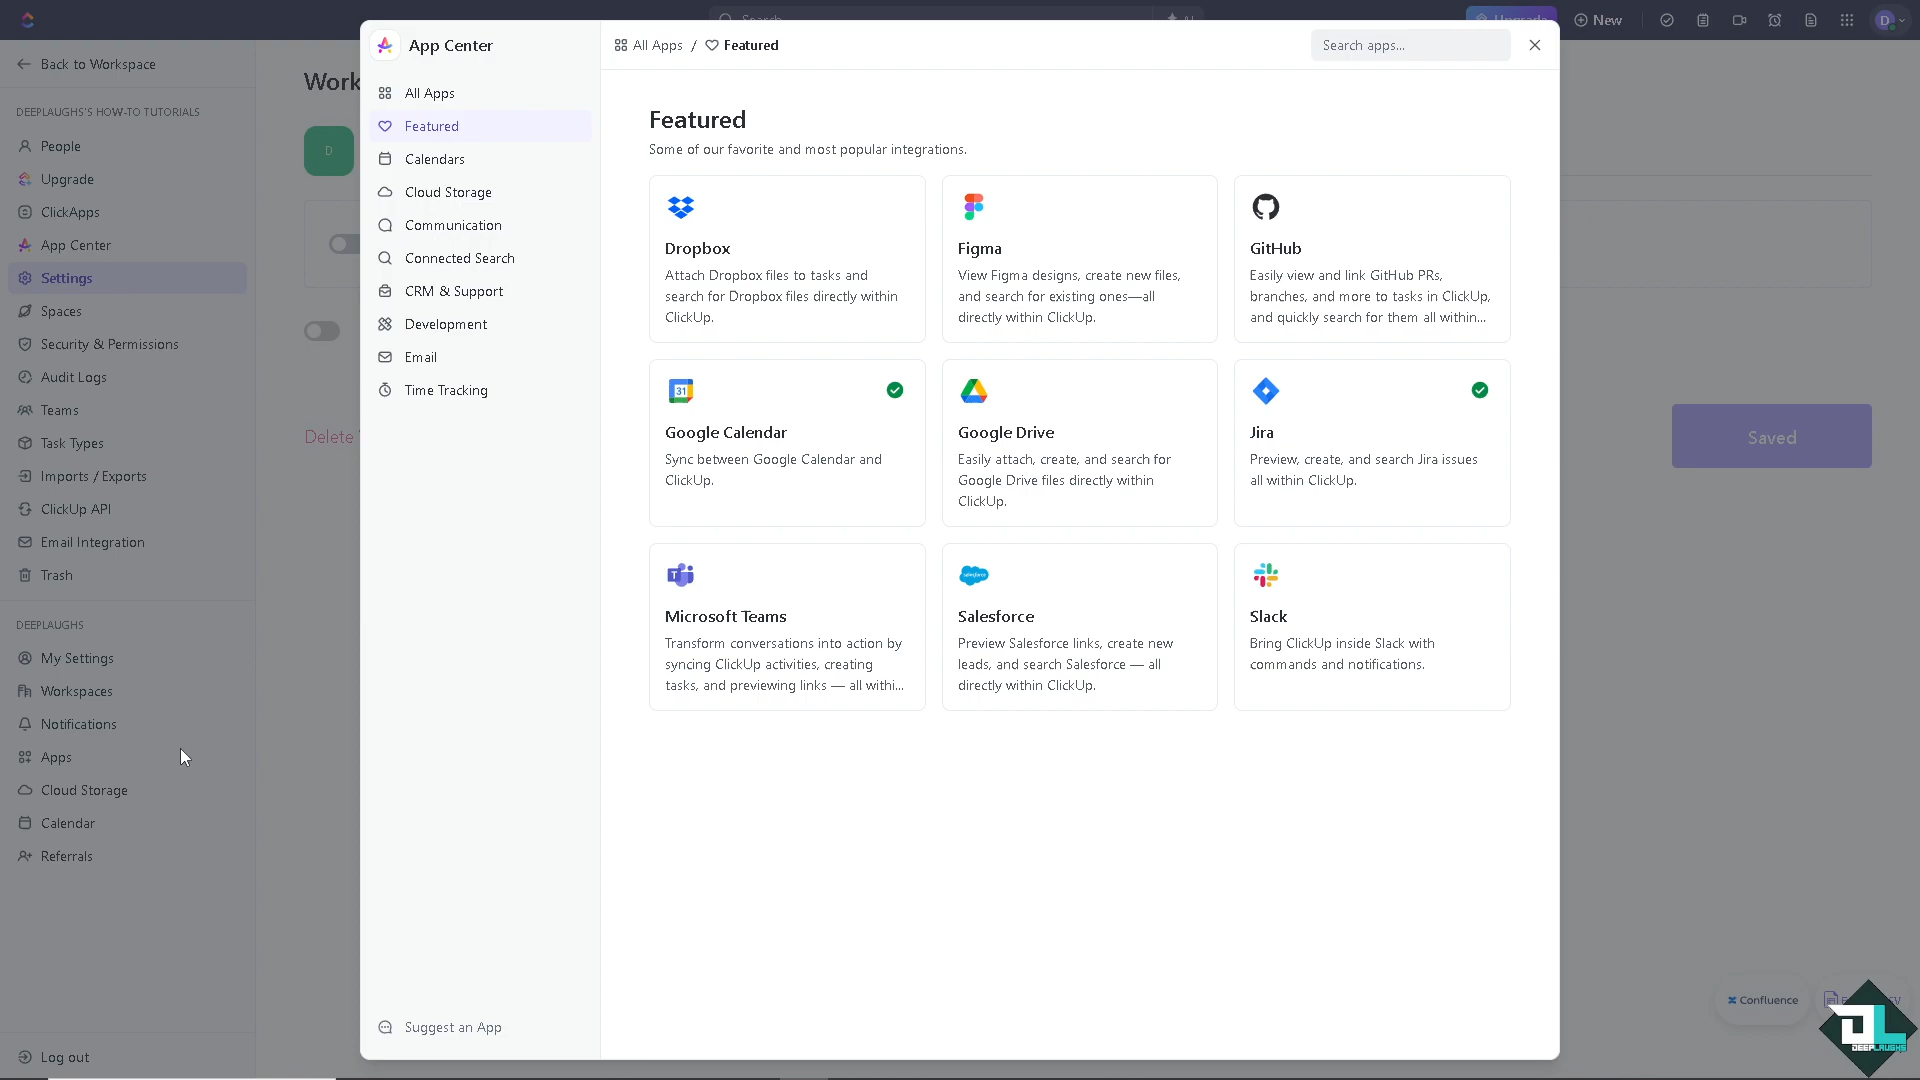 Search
AI
Upgrade
New
D
Back to Workspace
DEEPLAUGHS'S HOW-TO TUTORIALS
People
Upgrade
ClickApps
App Center
Settings
Spaces
Security & Permissions
Audit Logs
Teams
Task Types
Imports / Exports
ClickUp API
Email Integration
Trash
DEEPLAUGHS
My Settings
Workspaces
Notifications
Apps
Cloud Storage
Calendar
Referrals
Log out
Work
D
Delete
App Center
All Apps
Featured
Calendars
Cloud Storage
Communication
Connected Search
CRM & Support
Development
Email
Time Tracking
Suggest an App
All Apps / Featured
Search apps...
Featured
Some of our favorite and most popular integrations.
Dropbox
Attach Dropbox files to tasks and
search for Dropbox files directly within
ClickUp.
Figma
View Figma designs, create new files,
and search for existing ones—all
directly within ClickUp.
GitHub
Easily view and link GitHub PRs,
branches, and more to tasks in ClickUp,
and quickly search for them all within...
31
Google Calendar
Sync between Google Calendar and
ClickUp.
Google Drive
Easily attach, create, and search for
Google Drive files directly within
ClickUp.
Jira
Preview, create, and search Jira issues
all within ClickUp.
Microsoft Teams
Transform conversations into action by
syncing ClickUp activities, creating
tasks, and previewing links — all withi...
salesforce
Salesforce
Preview Salesforce links, create new
leads, and search Salesforce — all
directly within ClickUp.
Slack
Bring ClickUp inside Slack with
commands and notifications.
Saved
Confluence
DEEPLAUGHS